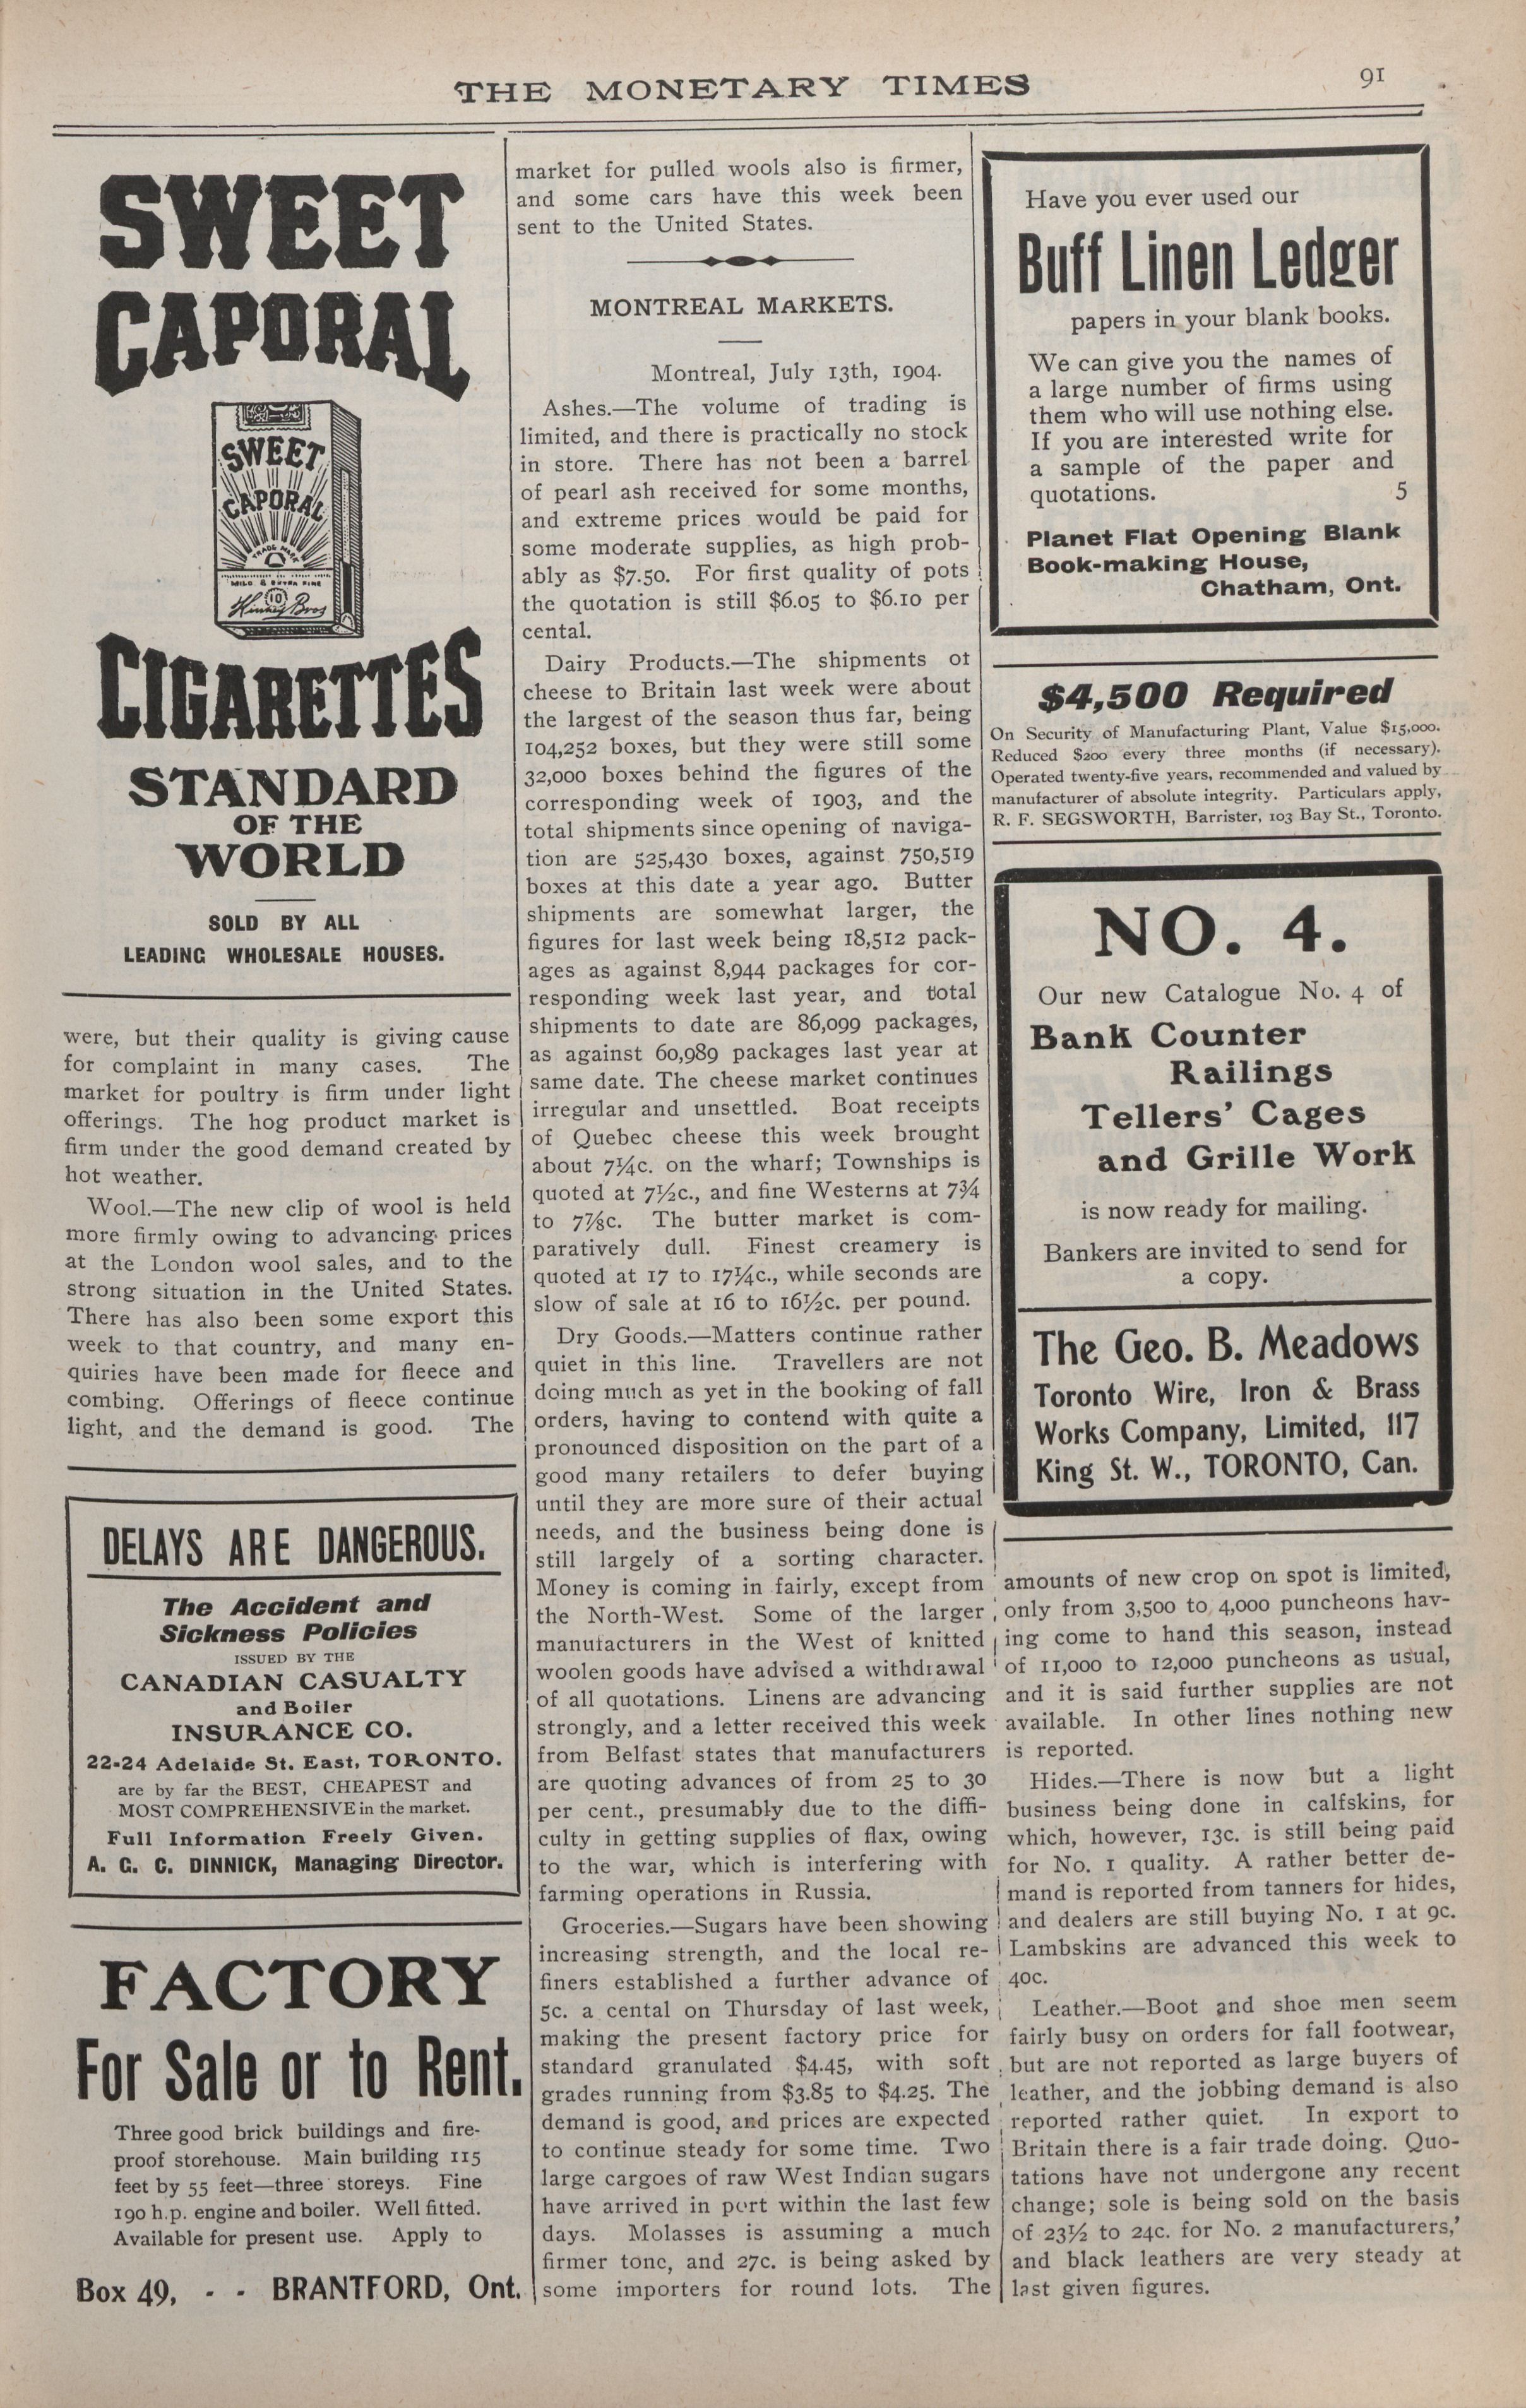 THE MONETARY TIMES
91
SWEET
CAPORAL
SWEET
CAPORAL
TRADE MARK
MILD & EXTRA FINE
10
Kinney Bros
CIGARETTES
STANDARD
OF THE
WORLD
SOLD BY ALL
LEADING WHOLESALE HOUSES.
were, but their quality is giving cause
for complaint in many cases. The
market for poultry is firm under light
offerings. The hog product market is
firm under the good demand created by
hot weather.
Wool.—The new clip of wool is held
more firmly owing to advancing prices
at the London wool sales, and to the
strong situation in the United States.
There has also been some export this
week to that country, and many en-
quiries have been made for fleece and
combing. Offerings of fleece continue
light, and the demand is good. The
DELAYS ARE DANGEROUS.
The Accident and
Sickness Policies
ISSUED BY THE
CANADIAN CASUALTY
and Boiler
INSURANCE CO.
22-24 Adelaide St. East, TORONTO.
are by far the BEST, CHEAPEST and
MOST COMPREHENSIVE in the market.
Full Information Freely Given.
A. G. C. DINNICK, Managing Director.
FACTORY
For Sale or to Rent.
Three good brick buildings and fire-
proof storehouse. Main building 115
feet by 55 feet—three storeys. Fine
190 h.p. engine and boiler. Well fitted.
Available for present use. Apply to
Box 49, - - BRANTFORD, Ont.
market for pulled wools also is firmer,
and some cars have this week been
sent to the United States.
MONTREAL MARKETS.
Montreal, July 13th, 1904.
Ashes.—The volume of trading is
limited, and there is practically no stock
in store. There has not been a barrel
of pearl ash received for some months,
and extreme prices would be paid for
some moderate supplies, as high prob-
ably as $7.50. For first quality of pots
the quotation is still $6.05 to $6.10 per
cental.
Dairy Products.—The shipments of
cheese to Britain last week were about
the largest of the season thus far, being
104,252 boxes, but they were still some
32,000 boxes behind the figures of the
corresponding week of 1903, and the
total shipments since opening of naviga-
tion are 525,430 boxes, against 750,519
boxes at this date a year ago. Butter
shipments are somewhat larger, the
figures for last week being 18,512 pack-
ages as against 8,944 packages for cor-
responding week last year, and total
shipments to date are 86,099 packages,
as against 60,989 packages last year at
same date. The cheese market continues
irregular and unsettled. Boat receipts
of Quebec cheese this week brought
about 7¼c. on the wharf; Townships is
quoted at 7½c., and fine Westerns at 7¾
to 7⅞c. The butter market is com-
paratively dull. Finest creamery is
quoted at 17 to 17¼c., while seconds are
slow of sale at 16 to 16½c. per pound.
Dry Goods.—Matters continue rather
quiet in this line. Travellers are not
doing much as yet in the booking of fall
orders, having to contend with quite a
pronounced disposition on the part of a
good many retailers to defer buying
until they are more sure of their actual
needs, and the business being done is
still largely of a sorting character.
Money is coming in fairly, except from
the North-West. Some of the larger
manufacturers in the West of knitted
woolen goods have advised a withdrawal
of all quotations. Linens are advancing
strongly, and a letter received this week
from Belfast states that manufacturers
are quoting advances of from 25 to 30
per cent., presumably due to the diffi-
culty in getting supplies of flax, owing
to the war, which is interfering with
farming operations in Russia.
Groceries.—Sugars have been showing
increasing strength, and the local re-
finers established a further advance of
5c. a cental on Thursday of last week,
making the present factory price for
standard granulated $4.45, with soft
grades running from $3.85 to $4.25. The
demand is good, and prices are expected
to continue steady for some time. Two
large cargoes of raw West Indian sugars
have arrived in port within the last few
days. Molasses is assuming a much
firmer tone, and 27c. is being asked by
some importers for round lots. The
Have you ever used our
Buff Linen Ledger
papers in your blank books.
We can give you the names of
a large number of firms using
them who will use nothing else.
If you are interested write for
a sample of the paper and
quotations. 5
Planet Flat Opening Blank
Book-making House,
Chatham, Ont.
$4,500 Required
On Security of Manufacturing Plant, Value $15,000.
Reduced $200 every three months (if necessary).
Operated twenty-five years, recommended and valued by
manufacturer of absolute integrity. Particulars apply,
R. F. SEGSWORTH, Barrister, 103 Bay St., Toronto.
NO. 4.
Our new Catalogue No. 4 of
Bank Counter
Railings
Tellers' Cages
and Grille Work
is now ready for mailing.
Bankers are invited to send for
a copy.
The Geo. B. Meadows
Toronto Wire, Iron & Brass
Works Company, Limited, 117
King St. W., TORONTO, Can.
amounts of new crop on spot is limited,
only from 3,500 to 4,000 puncheons hav-
ing come to hand this season, instead
of 11,000 to 12,000 puncheons as usual,
and it is said further supplies are not
available. In other lines nothing new
is reported.
Hides.—There is now but a light
business being done in calfskins, for
which, however, 13c. is still being paid
for No. 1 quality. A rather better de-
mand is reported from tanners for hides,
and dealers are still buying No. 1 at 9c.
Lambskins are advanced this week to
40c.
Leather.—Boot and shoe men seem
fairly busy on orders for fall footwear,
but are not reported as large buyers of
leather, and the jobbing demand is also
reported rather quiet. In export to
Britain there is a fair trade doing. Quo-
tations have not undergone any recent
change; sole is being sold on the basis
of 23½ to 24c. for No. 2 manufacturers,'
and black leathers are very steady at
last given figures.